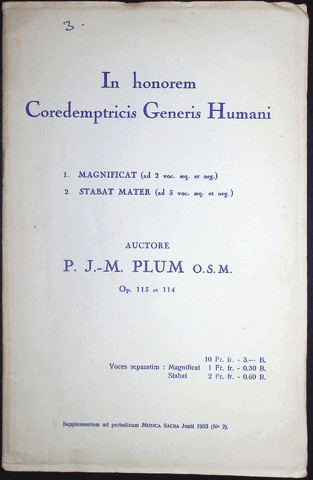 3.
In honorem
Coredemptricis Generis Humani
1. MAGNIFICAT (ad 2 voc. æq. et org.)
2. STABAT MATER (ad 3 voc. æq. et org.)
AUCTORE
P. J.-M. PLUM O.S.M.
Op. 113 et 114
10 Fr. fr. - 3.— B.
Voces separatim : Magnificat 1 Fr. fr. - 0.30 B.
Stabat 2 Fr. fr. - 0.60 B.
Supplementum ad periodicum MUSICA SACRA Junii 1933 (Nº 2).